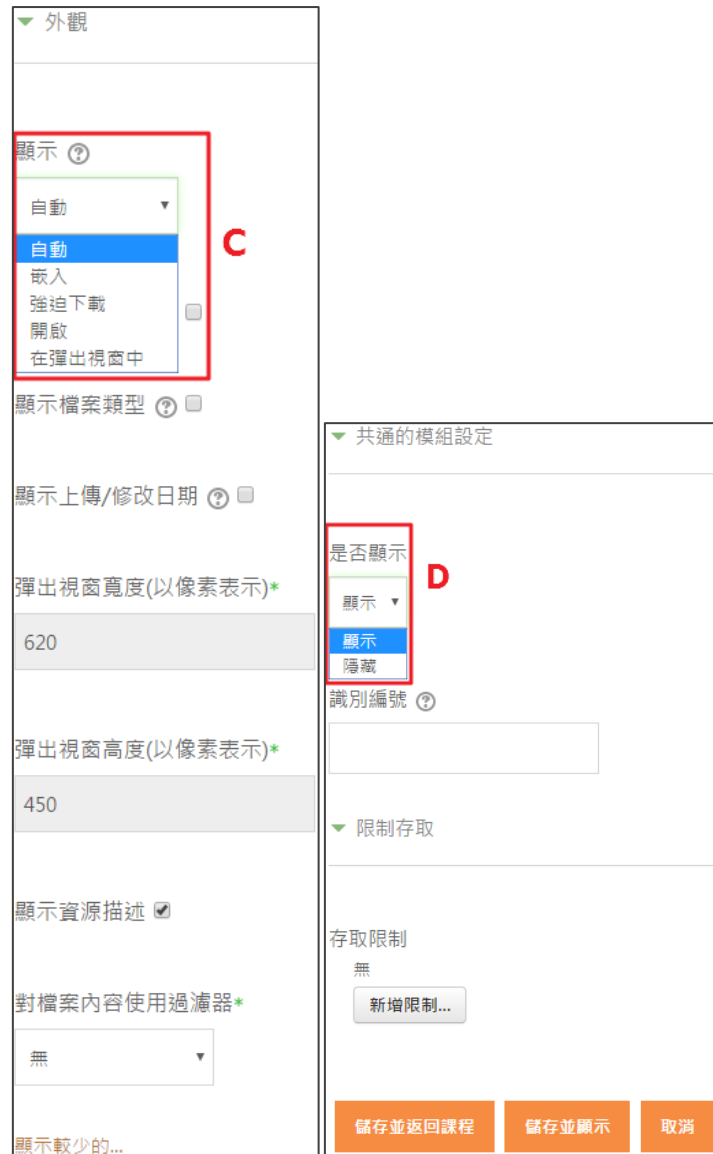 外觀
顯示
自動
自動
嵌入
強迫下載
開啟
在彈出視窗中
C
顯示檔案類型
顯示上傳/修改日期
彈出視窗寬度(以像素表示)*
620
彈出視窗高度(以像素表示)*
450
顯示資源描述
對檔案內容使用過濾器*
無
顯示較少的...
共通的模組設定
是否顯示
顯示
顯示
隱藏
D
識別編號
限制存取
存取限制
無
新增限制...
儲存並返回課程 儲存並顯示 取消